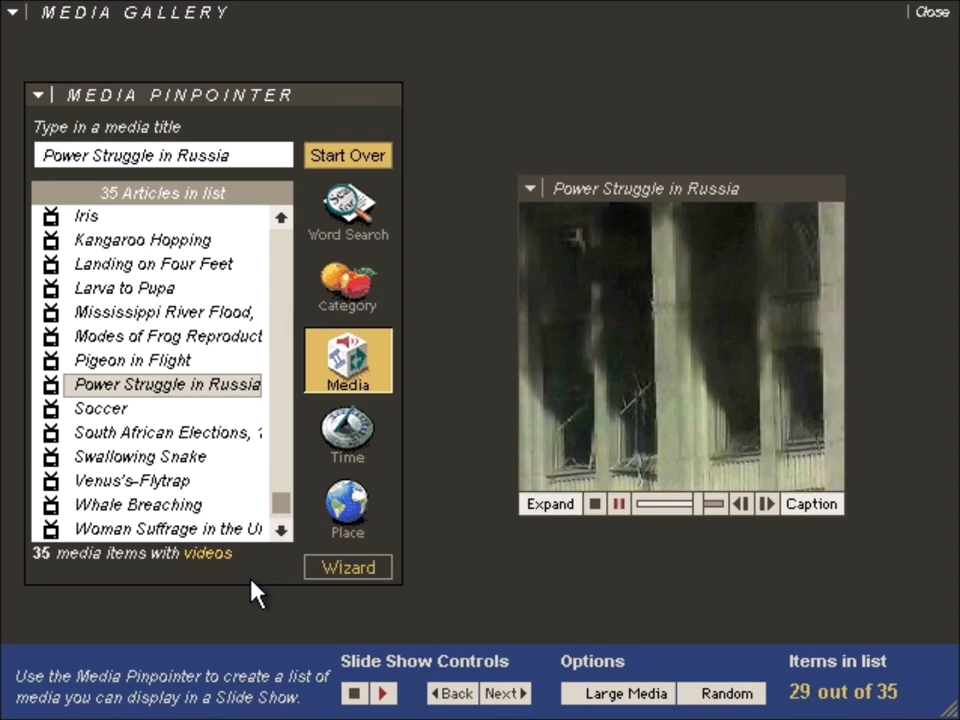 MEDIA GALLERY
Close
MEDIA PINPOINTER
Type in a media title
Power Struggle in Russia
Start Over
35 Articles in list
Iris
Kangaroo Hopping
Landing on Four Feet
Larva to Pupa
Mississippi River Flood,
Modes of Frog Reproduct
Pigeon in Flight
Power Struggle in Russia
Soccer
South African Elections,
Swallowing Snake
Venus's-Flytrap
Whale Breaching
Woman Suffrage in the
35 media items with videos
Word Search
Category
Media
Time
Place
Wizard
Power Struggle in Russia
Expand
Caption
Use the Media Pinpointer to create a list of
media you can display in a Slide Show.
Slide Show Controls
Back Next
Options
Large Media Random
Items in list
29 out of 35